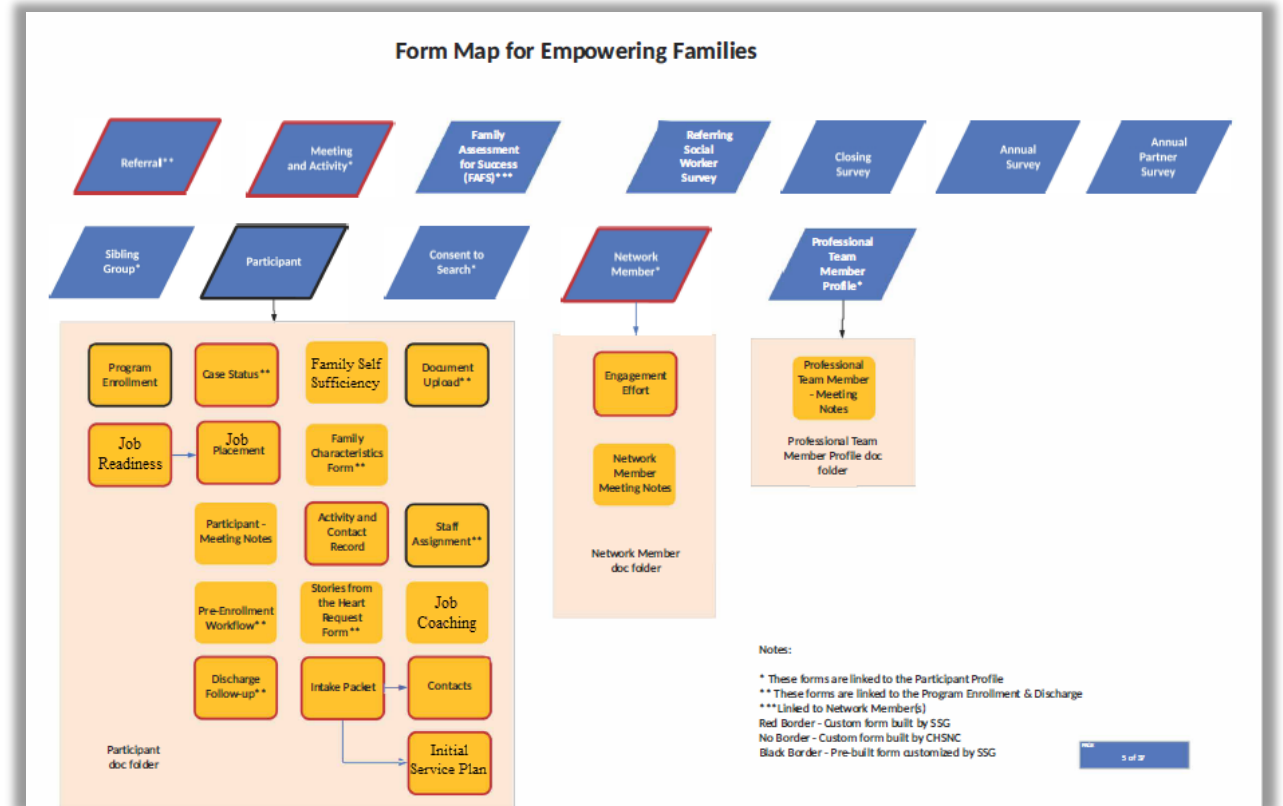 Form Map for Empowering Families
Referral**
Meeting
and Activity*
Family
Assessment
for Success
(FAFS)***
Referring
Social
Worker
Survey
Closing
Survey
Annual
Survey
Annual
Partner
Survey
Sibling
Group*
Participant
Consent to
Search*
Network
Member*
Professional
Team
Member
Profile*
Program
Enrollment
Case Status**
Family Self
Sufficiency
Document
Upload**
Job
Readiness
Job
Placement
Family
Characteristics
Form**
Participant -
Meeting Notes
Activity and
Contact
Record
Staff
Assignment**
Pre-Enrollment
Workflow**
Stories from
the Heart
Request
Form**
Job
Coaching
Discharge
Follow-up**
Intake Packet
Contacts
Initial
Service Plan
Participant
doc folder
Engagement
Effort
Network
Member
Meeting Notes
Network Member
doc folder
Professional
Team Member
- Meeting
Notes
Professional Team
Member Profile doc
folder
Notes:
* These forms are linked to the Participant Profile
** These forms are linked to the Program Enrollment & Discharge
***Linked to Network Member(s)
Red Border - Custom form built by SSG
No Border - Custom form built by CHSNC
Black Border - Pre-built form customized by SSG
PAGE
5 of 37